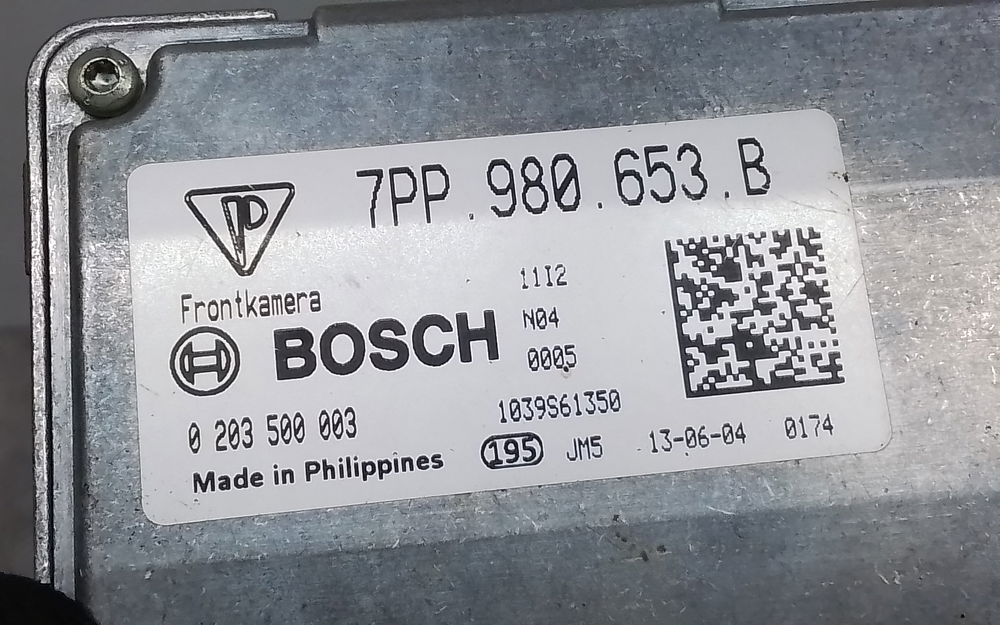 7PP.980.653.B
Frontkamera
11I2
BOSCH
N04
0005
0 203 500 003
1039S61350
Made in Philippines
195 JM5 13-06-04 0174